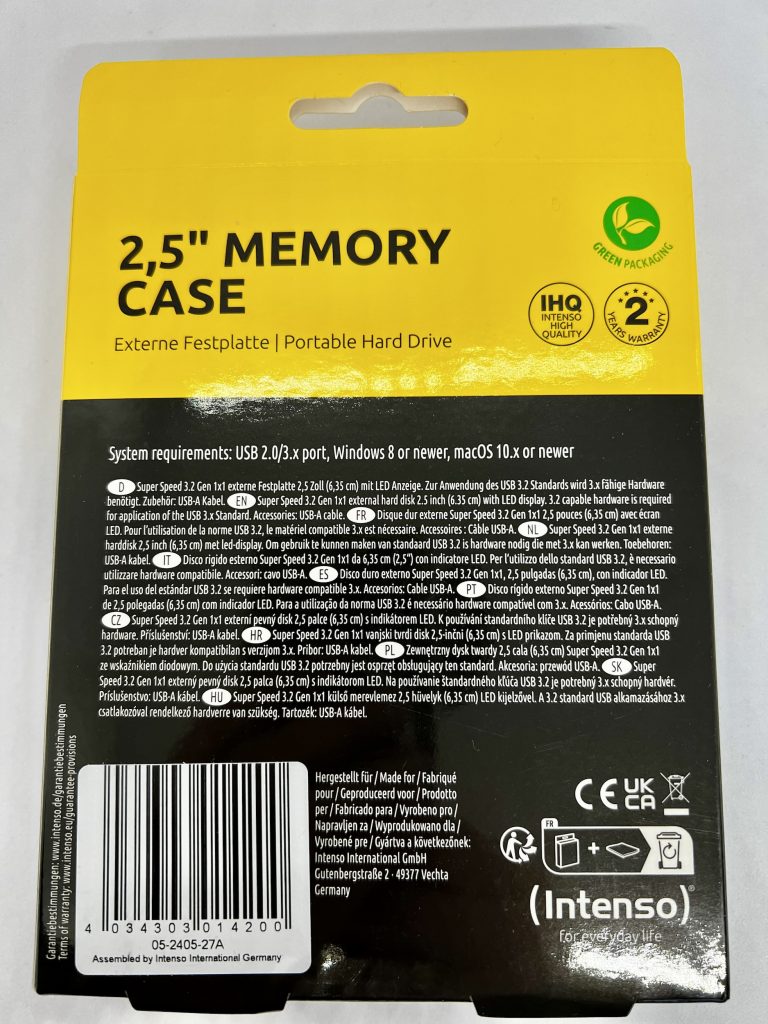 2,5" MEMORY
CASE
Externe Festplatte | Portable Hard Drive
GREEN PACKAGING
IHQ
INTENSO
HIGH
QUALITY
2
YEARS WARRANTY
System requirements: USB 2.0/3.x port, Windows 8 or newer, macOS 10.x or newer
D Super Speed 3.2 Gen 1x1 externe Festplatte 2,5 Zoll (6,35 cm) mit LED Anzeige. Zur Anwendung des USB 3.2 Standards wird 3.x fähige Hardware
benötigt. Zubehör: USB-A Kabel. EN Super Speed 3.2 Gen 1x1 external hard disk 2.5 inch (6,35 cm) with LED display. 3.2 capable hardware is required
for application of the USB 3.x Standard. Accessories: USB-A cable. FR Disque dur externe Super Speed 3.2 Gen 1x1 2,5 pouces (6,35 cm) avec écran
LED. Pour l'utilisation de la norme USB 3.2, le matériel compatible 3.x est nécessaire. Accessoires : Câble USB-A. NL Super Speed 3.2 Gen 1x1 externe
harddisk 2,5 inch (6,35 cm) met led-display. Om gebruik te kunnen maken van standaard USB 3.2 is hardware nodig die met 3.x kan werken. Toebehoren:
USB-A kabel. IT Disco rigido esterno Super Speed 3.2 Gen 1x1 da 6,35 cm (2,5") con indicatore LED. Per l'utilizzo dello standard USB 3.2, è necessario
utilizzare hardware compatibile. Accessori: cavo USB-A. ES Disco duro externo Super Speed 3.2 Gen 1x1, 2,5 pulgadas (6,35 cm), con indicador LED.
Para el uso del estándar USB 3.2 se requiere hardware compatible 3.x. Accesorios: Cable USB-A. PT Disco rígido externo Super Speed 3.2 Gen 1x1
de 2,5 polegadas (6,35 cm) com indicador LED. Para a utilização da norma USB 3.2 é necessário hardware compatível com 3.x. Acessórios: Cabo USB-A.
CZ Super Speed 3.2 Gen 1x1 externí pevný disk 2,5 palce (6,35 cm) s indikátorem LED. K používání standardního klíče USB 3.2 je potřebný 3.x schopný
hardware. Příslušenství: USB-A kabel. HR Super Speed 3.2 Gen 1x1 vanjski tvrdi disk 2,5-inčni (6,35 cm) s LED prikazom. Za primjenu standarda USB
3.2 potreban je hardver kompatibilan s verzijom 3.x. Pribor: USB-A kabel. PL Zewnętrzny dysk twardy 2,5 cala (6,35 cm) Super Speed 3.2 Gen 1x1
ze wskaźnikiem diodowym. Do użycia standardu USB 3.2 potrzebny jest osprzęt obsługujący ten standard. Akcesoria: przewód USB-A. SK Super
Speed 3.2 Gen 1x1 externý pevný disk 2,5 palca (6,35 cm) s indikátorom LED. Na používanie štandardného kľúča USB 3.2 je potrebný 3.x schopný hardvér.
Príslušenstvo: USB-A kábel. HU Super Speed 3.2 Gen 1x1 külső merevlemez 2,5 hüvelyk (6,35 cm) LED kijelzővel. A 3.2 standard USB alkamazásához 3.x
csatlakozóval rendelkező hardverre van szükség. Tartozék: USB-A kábel.
Garantiebestimmungen: www.intenso.de/garantiebestimmungen
Terms of warranty: www.intenso.eu/guarantee-provisions
4 034303 014200
05-2405-27A
Assembled by Intenso International Germany
Hergestellt für / Made for / Fabriqué
pour / Geproduceerd voor / Prodotto
per / Fabricado para / Vyrobeno pro /
Napravljen za / Wyprodukowano dla /
Vyrobené pre / Gyártva a következőnek:
Intenso International GmbH
Gutenbergstraße 2 · 49377 Vechta
Germany
CE UK
CA
FR
+
(Intenso)®
for everyday life